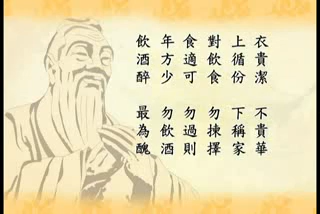 衣貴潔 不貴華
上循份 下稱家
對飲食 勿揀擇
食適可 勿過則
年方少 勿飲酒
飲酒醉 最為醜